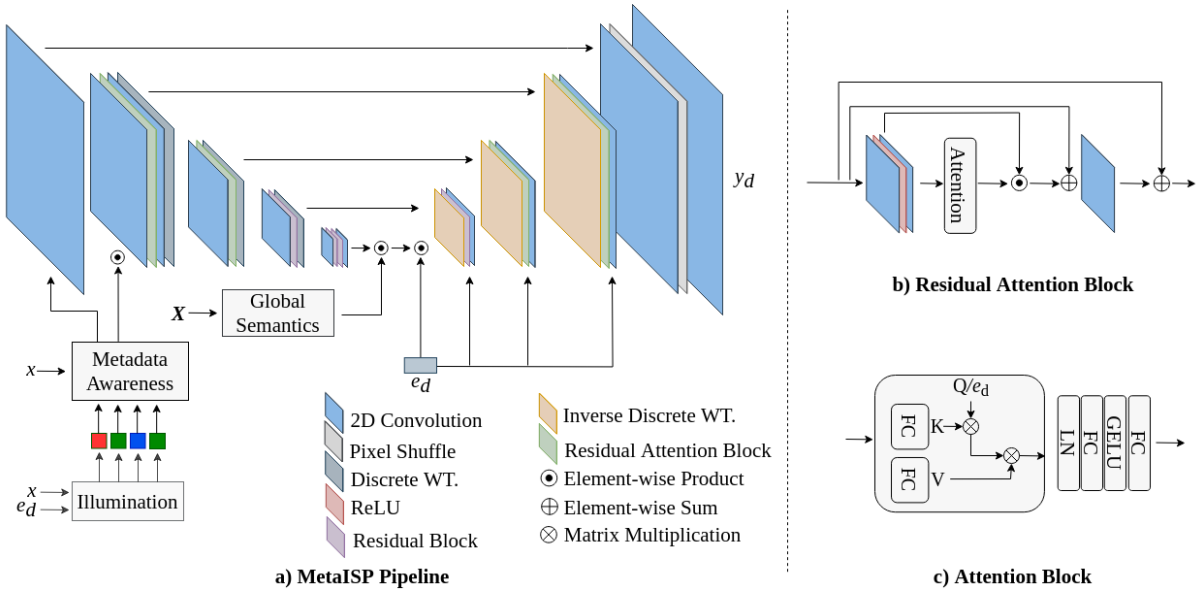 y_d
X
Global
Semantics
x
Metadata
Awareness
e_d
x
e_d
Illumination
2D Convolution
Pixel Shuffle
Discrete WT.
ReLU
Residual Block
Inverse Discrete WT.
Residual Attention Block
Element-wise Product
Element-wise Sum
Matrix Multiplication
a) MetaISP Pipeline
Attention
b) Residual Attention Block
Q/e_d
FC
K
FC
V
LN
FC
GELU
FC
c) Attention Block